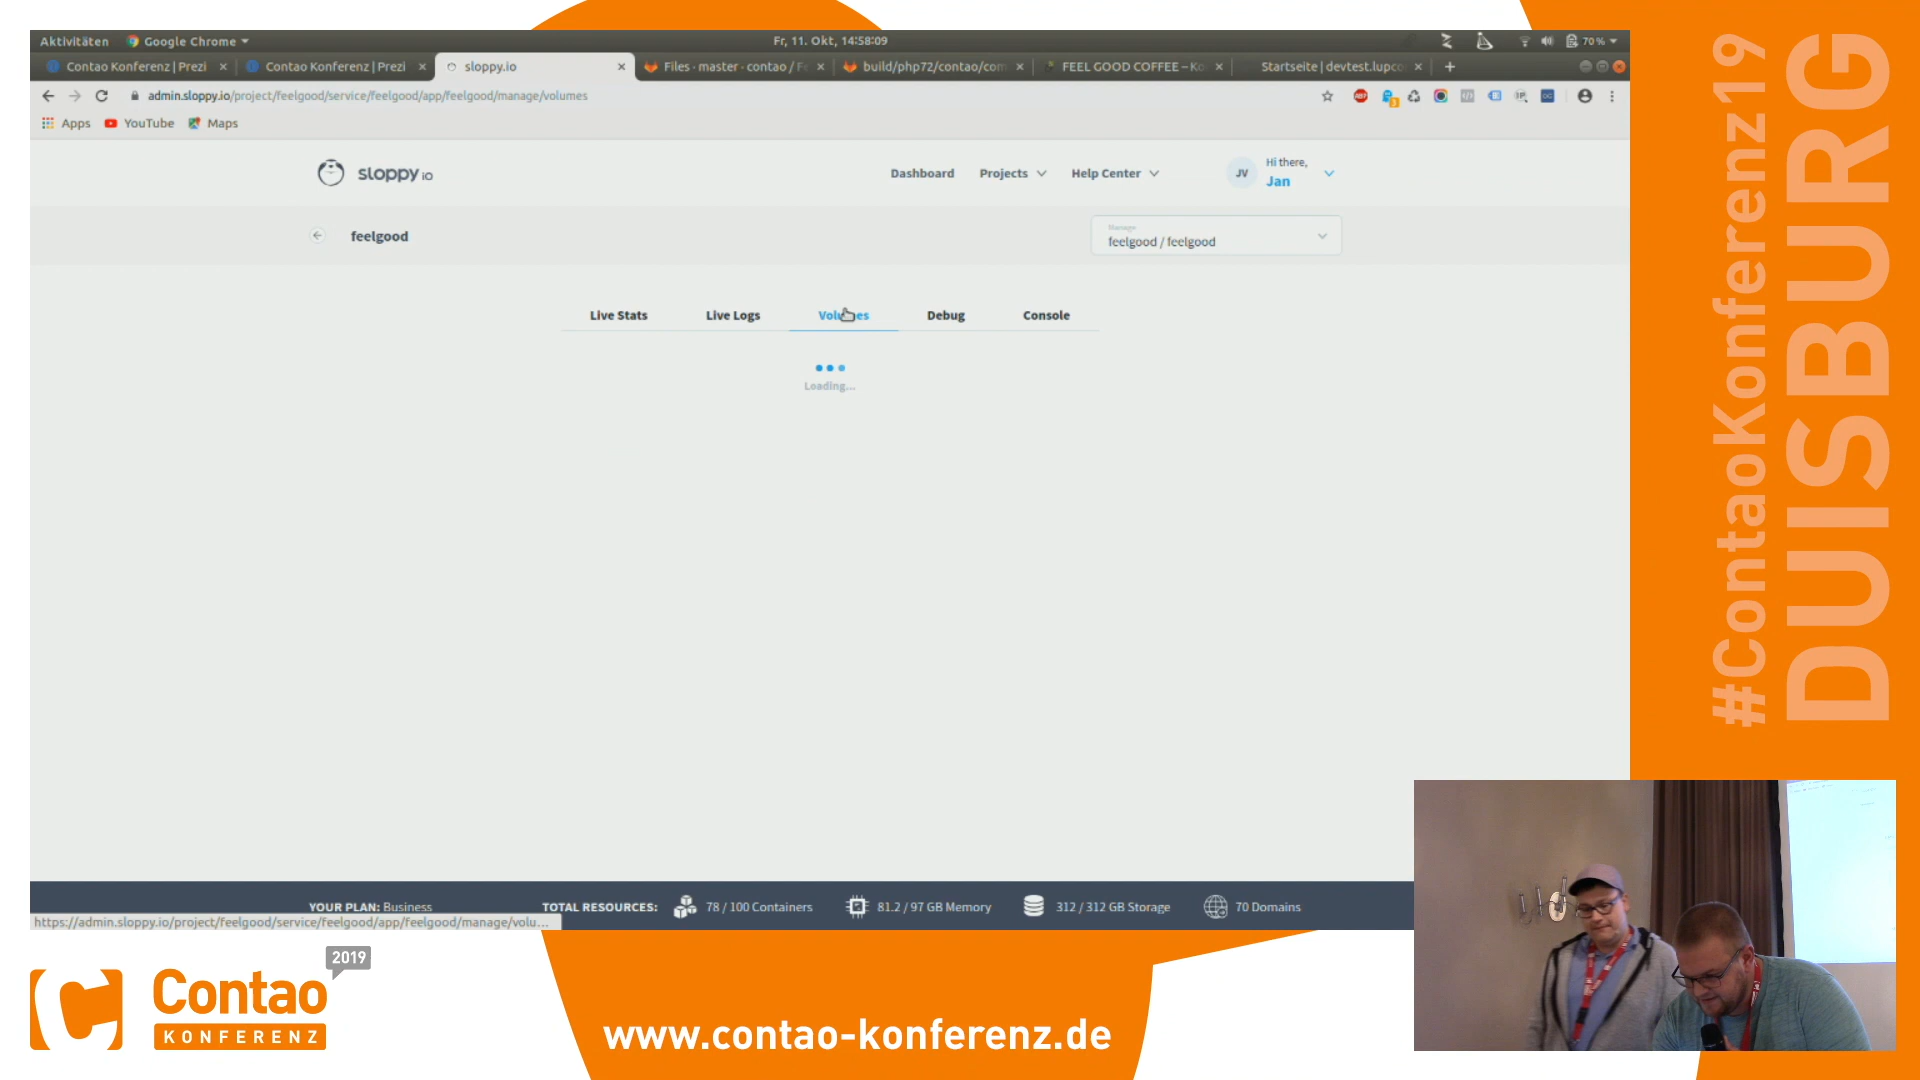 Aktivitäten
Google Chrome
Fr, 11. Okt, 14:58:09
70 %
Contao Konferenz | Prezi
Contao Konferenz | Prezi
sloppy.io
Files · master · contao / F
build/php72/contao/com
FEEL GOOD COFFEE – Ko
Startseite | devtest.lupco
admin.sloppy.io/project/feelgood/service/feelgood/app/feelgood/manage/volumes
Apps
YouTube
Maps
sloppy.io
Dashboard
Projects
Help Center
JV
Hi there,
Jan
feelgood
Manage
feelgood / feelgood
Live Stats
Live Logs
Volumes
Debug
Console
Loading...
YOUR PLAN: Business
TOTAL RESOURCES:
78 / 100 Containers
81.2 / 97 GB Memory
312 / 312 GB Storage
70 Domains
https://admin.sloppy.io/project/feelgood/service/feelgood/app/feelgood/manage/volu...
#ContaoKonferenz19
DUISBURG
2019
Contao
KONFERENZ
www.contao-konferenz.de